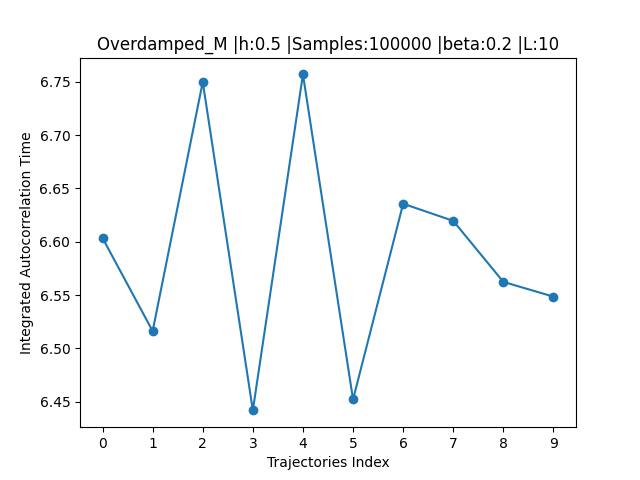 Overdamped_M |h:0.5 |Samples:100000 |beta:0.2 |L:10
Integrated Autocorrelation Time
6.75
6.70
6.65
6.60
6.55
6.50
6.45
0 1 2 3 4 5 6 7 8 9
Trajectories Index